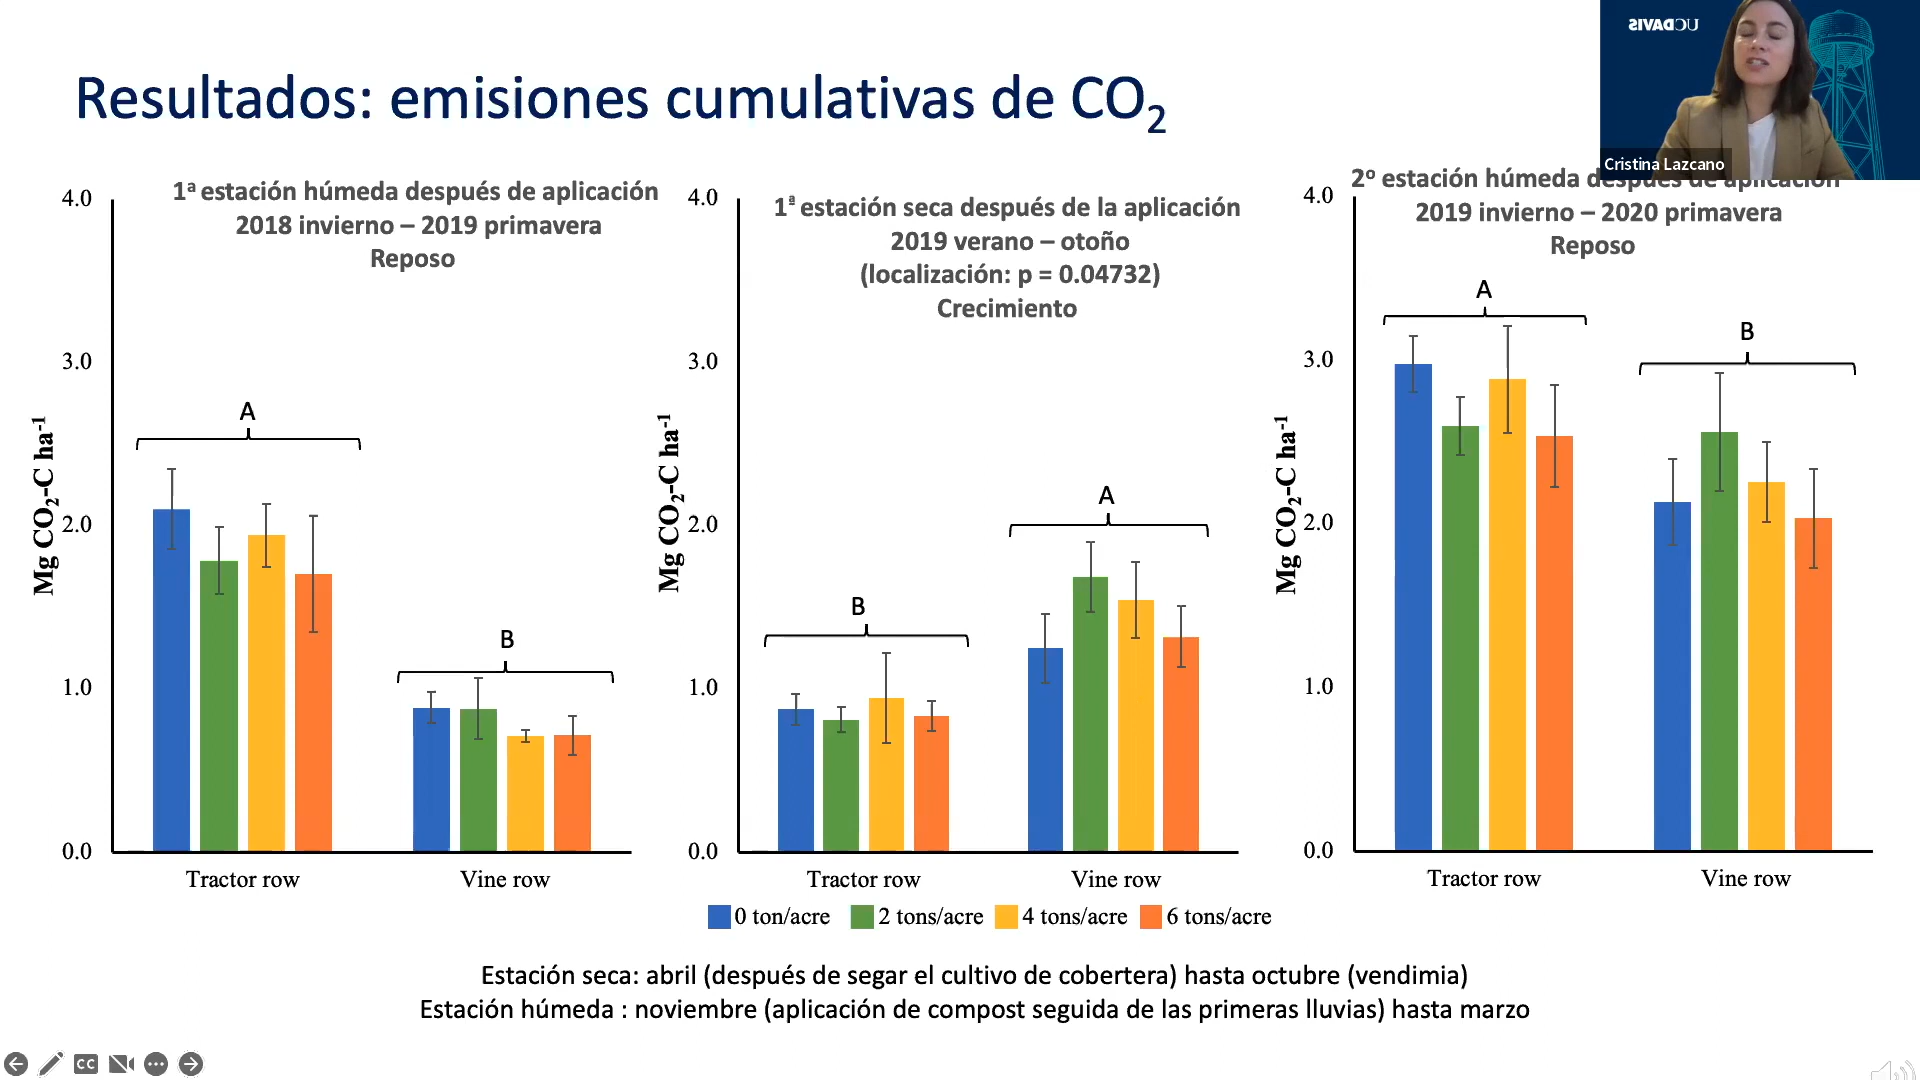 UCDAVIS
Resultados: emisiones cumulativas de CO2
Cristina Lazcano
1ª estación húmeda después de aplicación
2018 invierno – 2019 primavera
Reposo
4.0
3.0
2.0
1.0
0.0
Mg CO2-C ha-1
A
B
Tractor row
Vine row
1ª estación seca después de la aplicación
2019 verano – otoño
(localización: p = 0.04732)
Crecimiento
4.0
3.0
2.0
1.0
0.0
Mg CO2-C ha-1
B
A
Tractor row
Vine row
2º estación húmeda después de aplicación
2019 invierno – 2020 primavera
Reposo
4.0
3.0
2.0
1.0
0.0
Mg CO2-C ha-1
A
B
Tractor row
Vine row
0 ton/acre 2 tons/acre 4 tons/acre 6 tons/acre
Estación seca: abril (después de segar el cultivo de cobertera) hasta octubre (vendimia)
Estación húmeda : noviembre (aplicación de compost seguida de las primeras lluvias) hasta marzo
CC